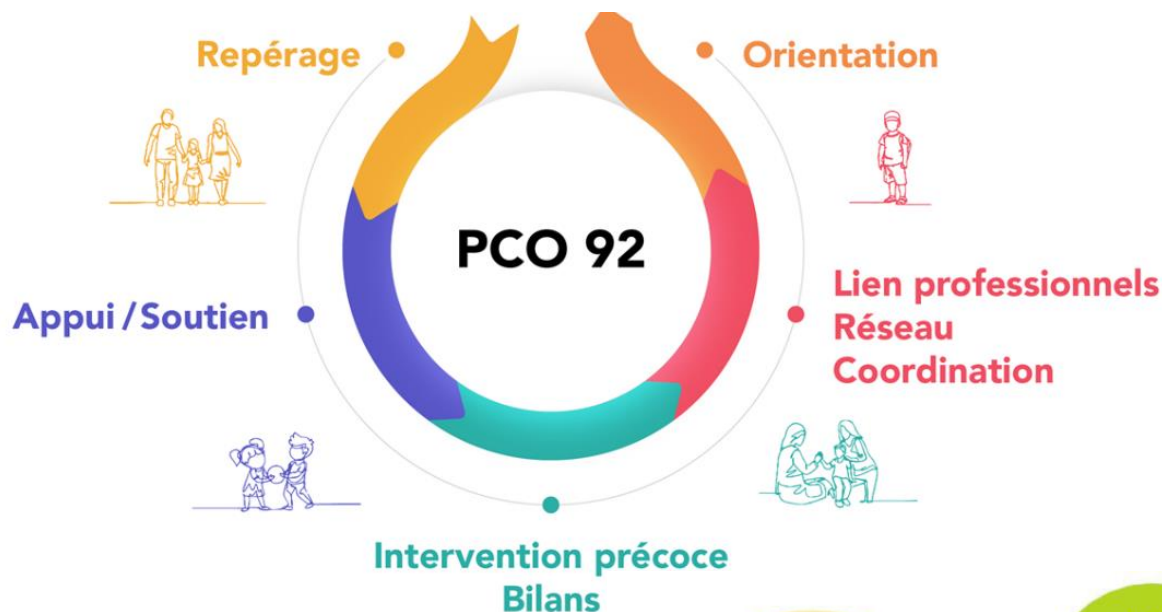 Repérage
Orientation
PCO 92
Appui / Soutien
Lien professionnels
Réseau
Coordination
Intervention précoce
Bilans